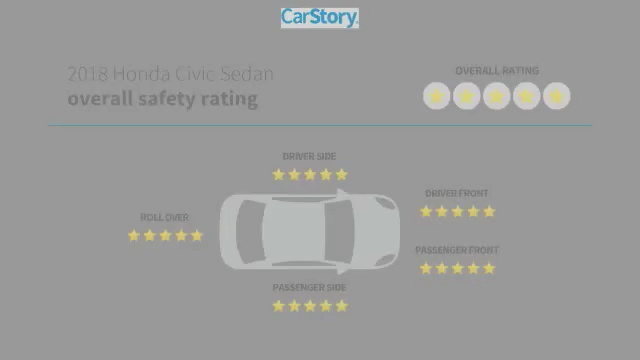 CarStory.
2018 Honda Civic Sedan
overall safety rating
OVERALL RATING
DRIVER SIDE
DRIVER FRONT
ROLL OVER
PASSENGER FRONT
PASSENGER SIDE